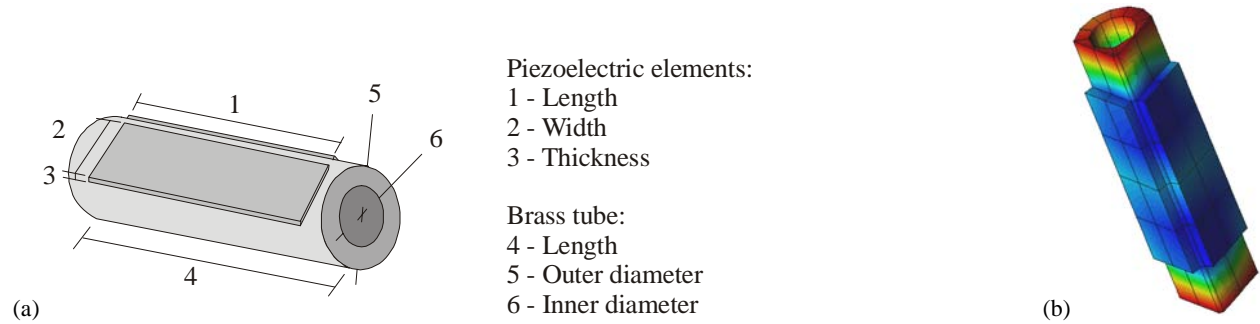 1
2
3
4
5
6
(a)
Piezoelectric elements:
1 - Length
2 - Width
3 - Thickness
Brass tube:
4 - Length
5 - Outer diameter
6 - Inner diameter
(b)